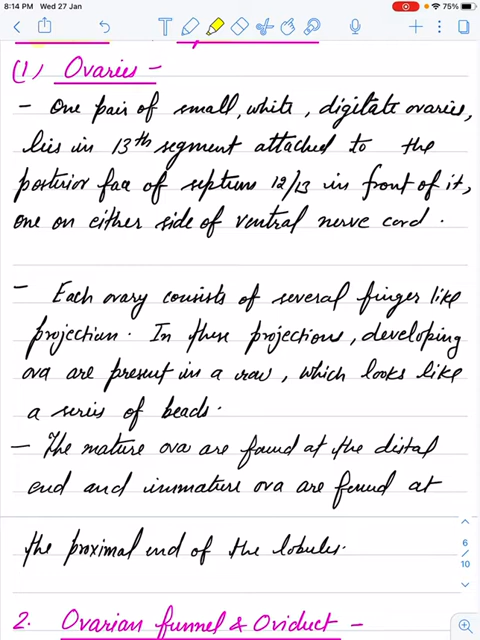 8:14 PM Wed 27 Jan
75%
(1) Ovaries -
- One pair of small, white, digitate ovaries,
lies in 13th segment attached to the
posterior face of septum 12/13 in front of it,
one on either side of ventral nerve cord.
- Each ovary consists of several finger like
projection. In these projections, developing
ova are present in a row, which looks like
a series of beads.
- The mature ova are found at the distal
end and immature ova are found at
the proximal end of the lobules.
6
/
10
2. Ovarian funnel & Oviduct -